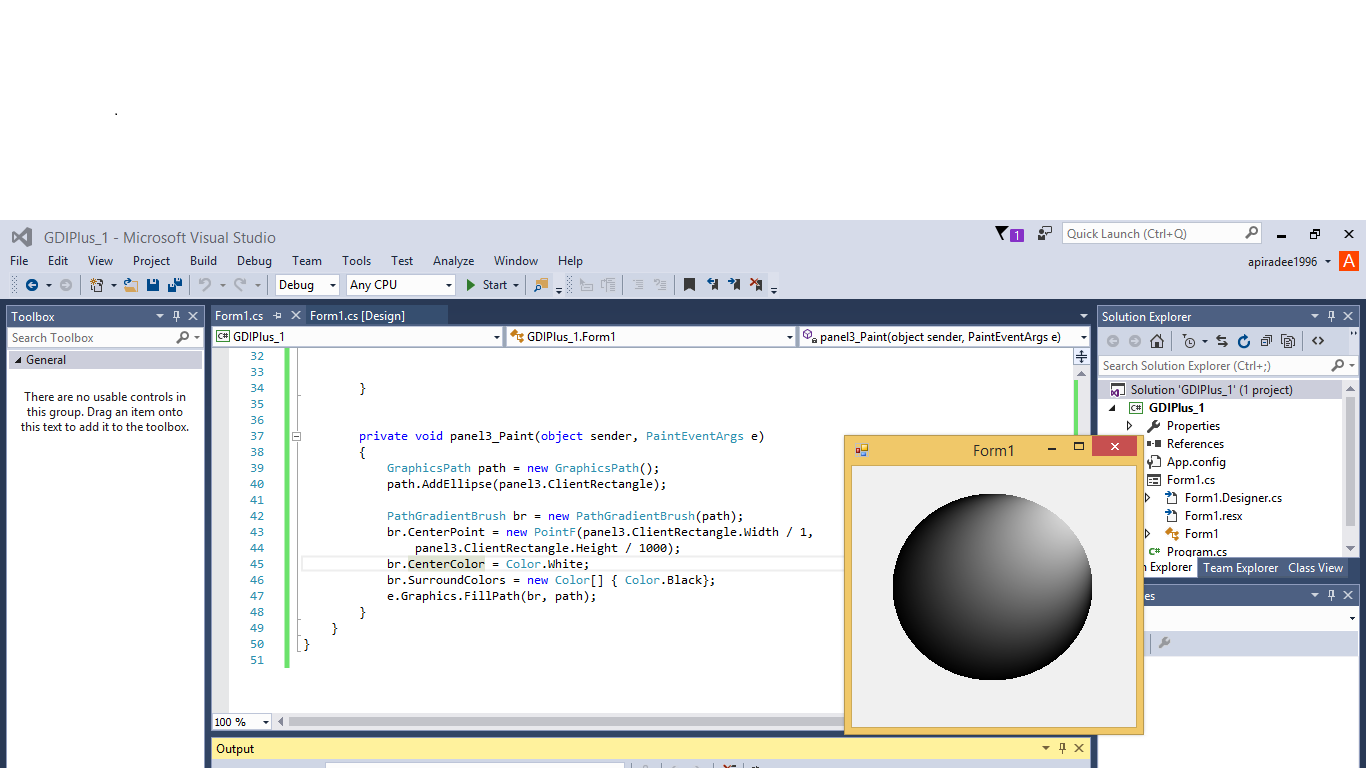 .
GDIPlus_1 - Microsoft Visual Studio
1
Quick Launch (Ctrl+Q)
File Edit View Project Build Debug Team Tools Test Analyze Window Help
apiradee1996 A
Debug Any CPU Start
Toolbox
Search Toolbox
General
There are no usable controls in
this group. Drag an item onto
this text to add it to the toolbox.
Form1.cs Form1.cs [Design]
C# GDIPlus_1 GDIPlus_1.Form1 panel3_Paint(object sender, PaintEventArgs e)
32
33
34 }
35
36
37 private void panel3_Paint(object sender, PaintEventArgs e)
38 {
39 GraphicsPath path = new GraphicsPath();
40 path.AddEllipse(panel3.ClientRectangle);
41
42 PathGradientBrush br = new PathGradientBrush(path);
43 br.CenterPoint = new PointF(panel3.ClientRectangle.Width / 1,
44 panel3.ClientRectangle.Height / 1000);
45 br.CenterColor = Color.White;
46 br.SurroundColors = new Color[] { Color.Black};
47 e.Graphics.FillPath(br, path);
48 }
49 }
50 }
51
100 %
Output
Form1
Solution Explorer
Search Solution Explorer (Ctrl+;)
Solution 'GDIPlus_1' (1 project)
C# GDIPlus_1
Properties
References
App.config
Form1.cs
Form1.Designer.cs
Form1.resx
Form1
C# Program.cs
Explorer Team Explorer Class View